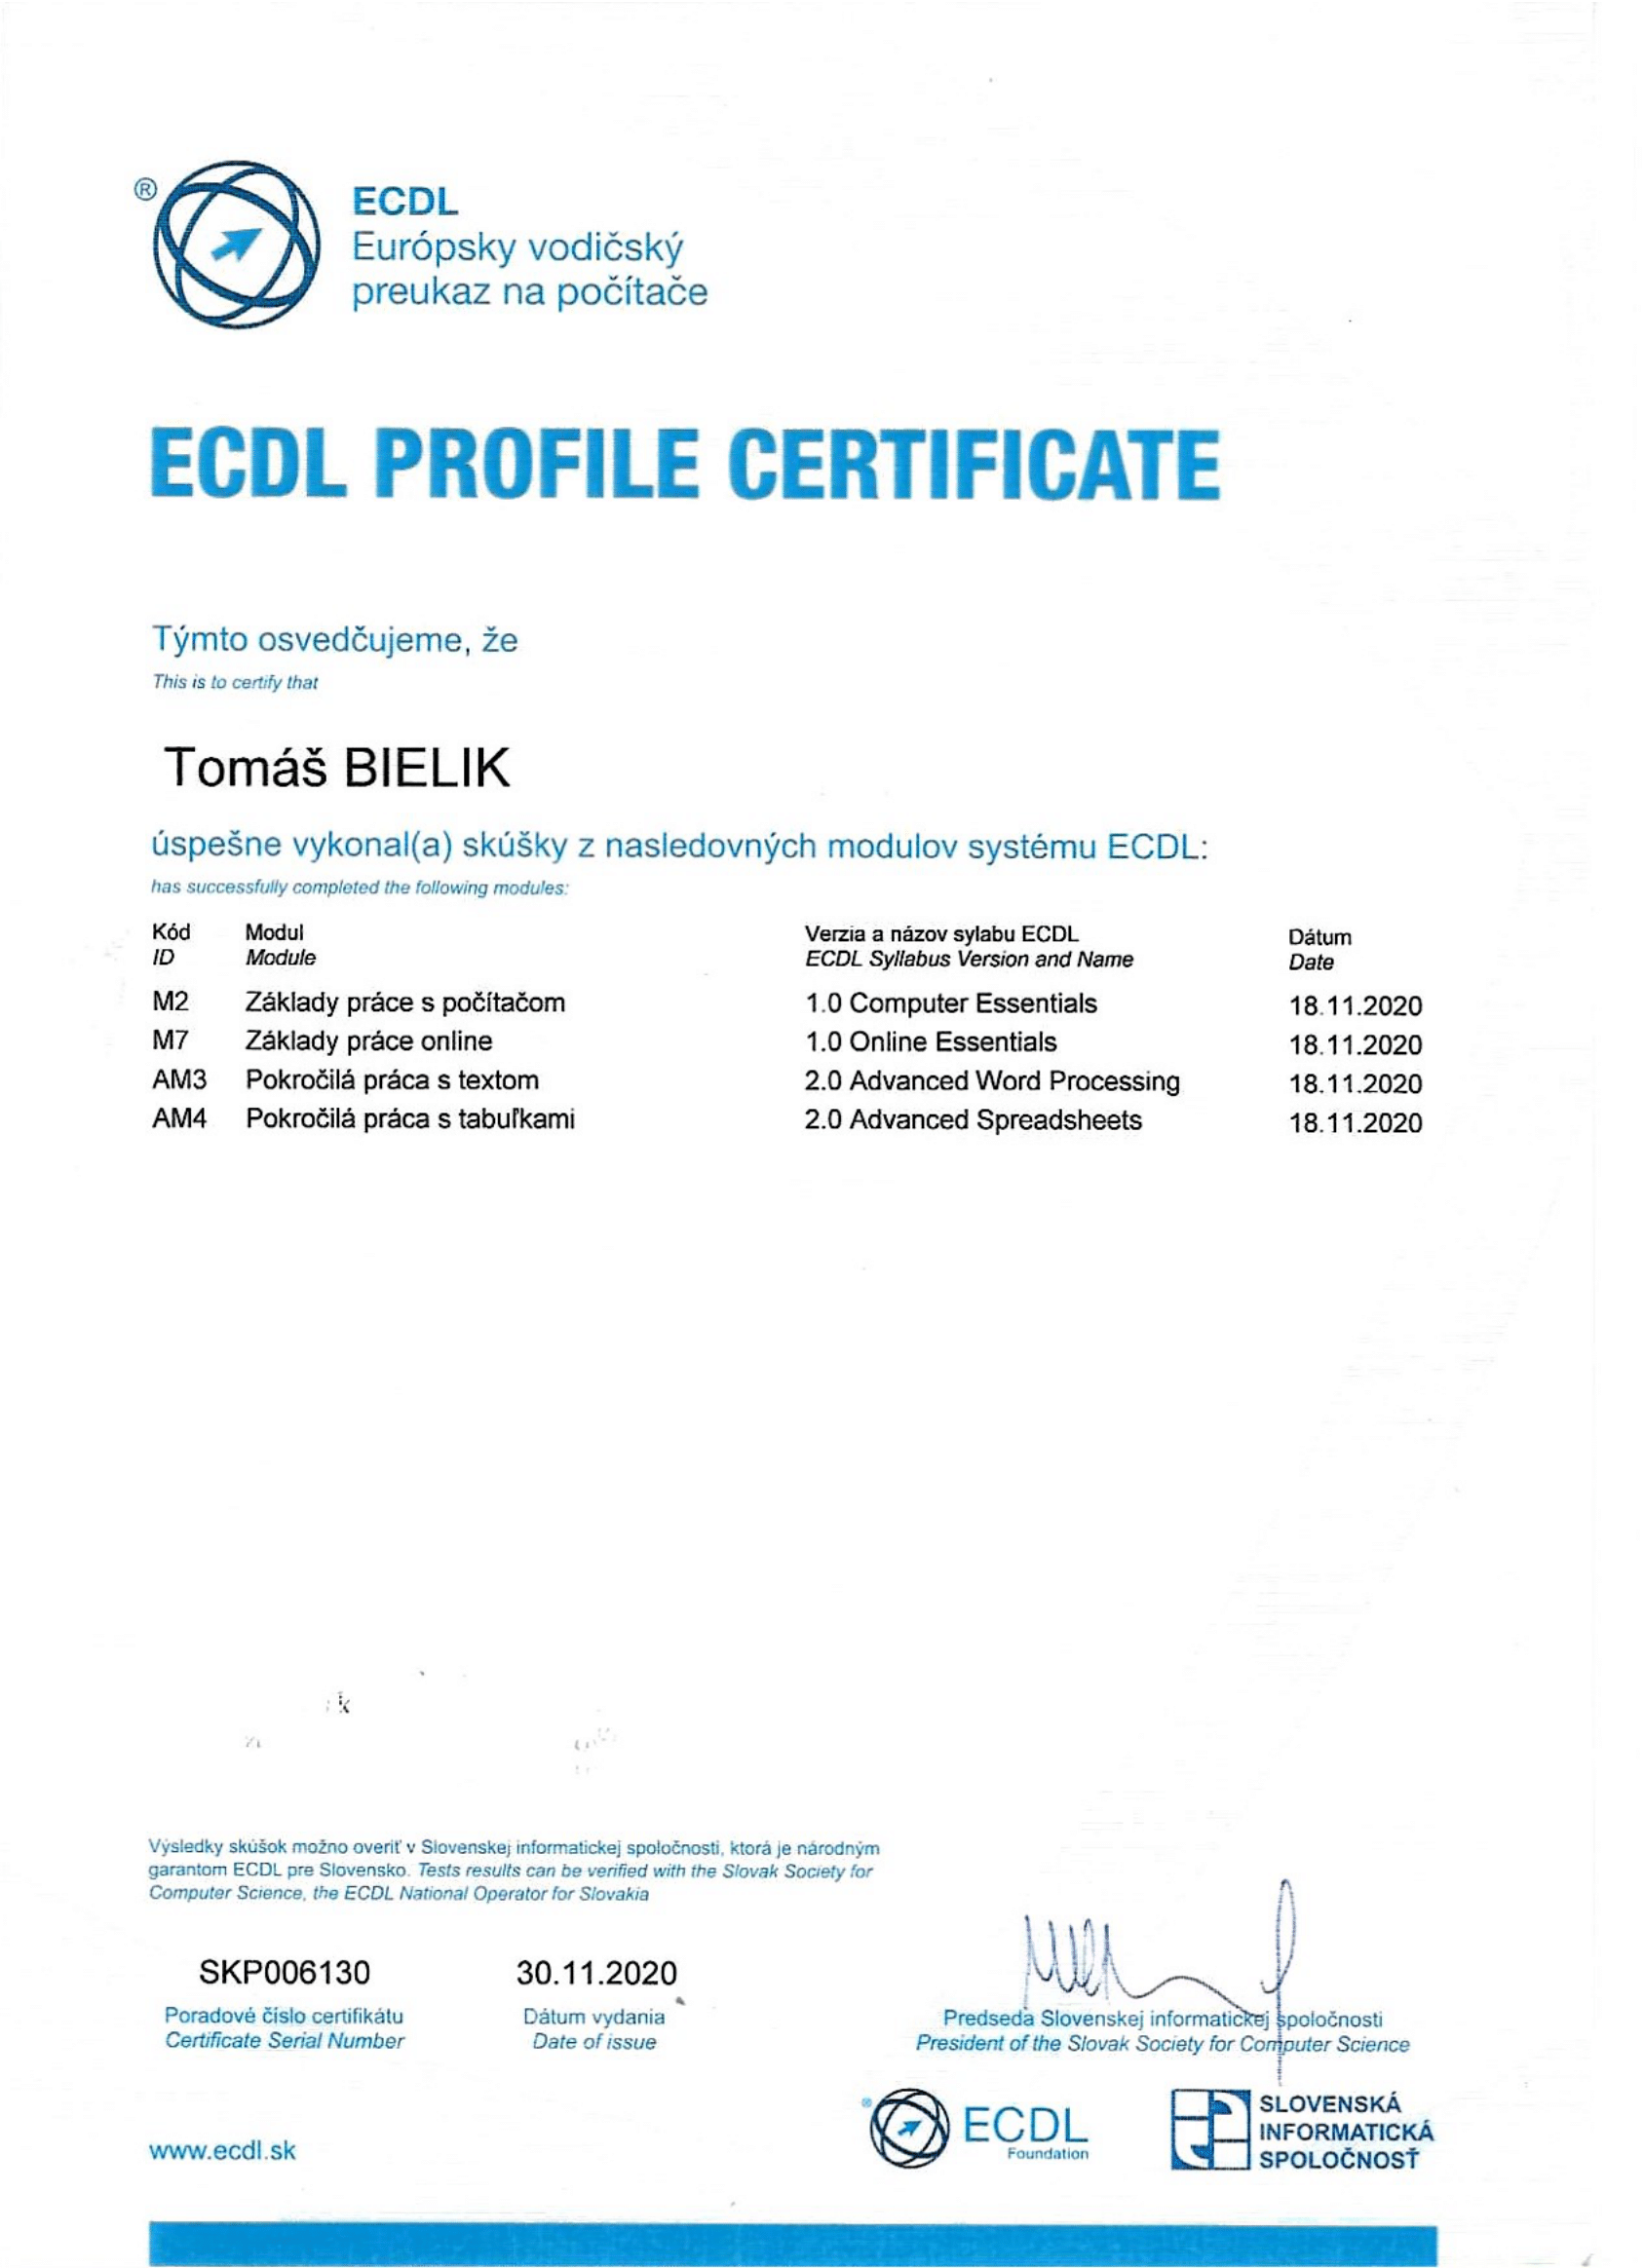 ®
ECDL
Európsky vodičský
preukaz na počítače
ECDL PROFILE CERTIFICATE
Týmto osvedčujeme, že
This is to certify that
Tomáš BIELIK
úspešne vykonal(a) skúšky z nasledovných modulov systému ECDL:
has successfully completed the following modules:
Kód Modul Verzia a názov sylabu ECDL Dátum
ID Module ECDL Syllabus Version and Name Date
M2 Základy práce s počítačom 1.0 Computer Essentials 18.11.2020
M7 Základy práce online 1.0 Online Essentials 18.11.2020
AM3 Pokročilá práca s textom 2.0 Advanced Word Processing 18.11.2020
AM4 Pokročilá práca s tabuľkami 2.0 Advanced Spreadsheets 18.11.2020
Výsledky skúšok možno overiť v Slovenskej informatickej spoločnosti, ktorá je národným
garantom ECDL pre Slovensko. Tests results can be verified with the Slovak Society for
Computer Science, the ECDL National Operator for Slovakia
SKP006130 30.11.2020
Poradové číslo certifikátu Dátum vydania Predseda Slovenskej informatickej spoločnosti
Certificate Serial Number Date of issue President of the Slovak Society for Computer Science
www.ecdl.sk
® ECDL
Foundation
SLOVENSKÁ
INFORMATICKÁ
SPOLOČNOSŤ